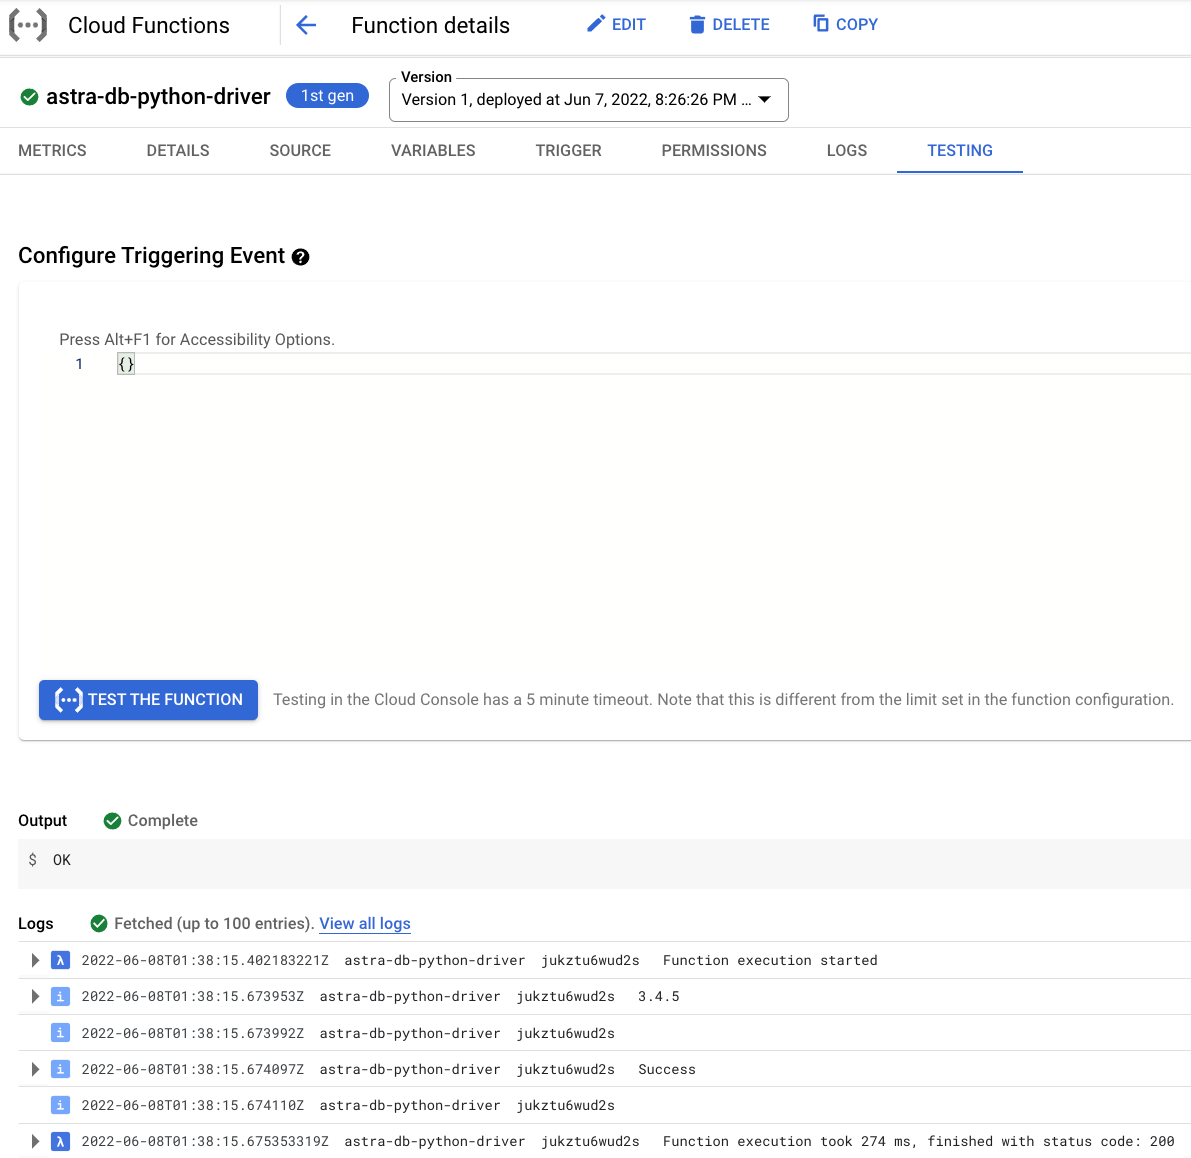 Cloud Functions Function details EDIT DELETE COPY
astra-db-python-driver 1st gen Version
Version 1, deployed at Jun 7, 2022, 8:26:26 PM ...
METRICS DETAILS SOURCE VARIABLES TRIGGER PERMISSIONS LOGS TESTING
Configure Triggering Event
Press Alt+F1 for Accessibility Options.
1 {}
TEST THE FUNCTION Testing in the Cloud Console has a 5 minute timeout. Note that this is different from the limit set in the function configuration.
Output Complete
$ OK
Logs Fetched (up to 100 entries). View all logs
λ 2022-06-08T01:38:15.402183221Z astra-db-python-driver jukztu6wud2s Function execution started
i 2022-06-08T01:38:15.673953Z astra-db-python-driver jukztu6wud2s 3.4.5
i 2022-06-08T01:38:15.673992Z astra-db-python-driver jukztu6wud2s
i 2022-06-08T01:38:15.674097Z astra-db-python-driver jukztu6wud2s Success
i 2022-06-08T01:38:15.674110Z astra-db-python-driver jukztu6wud2s
λ 2022-06-08T01:38:15.675353319Z astra-db-python-driver jukztu6wud2s Function execution took 274 ms, finished with status code: 200